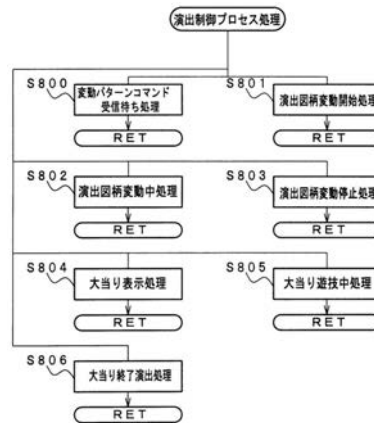 演出制御プロセス処理
S800
変動パターンコマンド
受信待ち処理
RET
S801
演出図柄変動開始処理
RET
S802
演出図柄変動中処理
RET
S803
演出図柄変動停止処理
RET
S804
大当り表示処理
RET
S805
大当り遊技中処理
RET
S806
大当り終了演出処理
RET